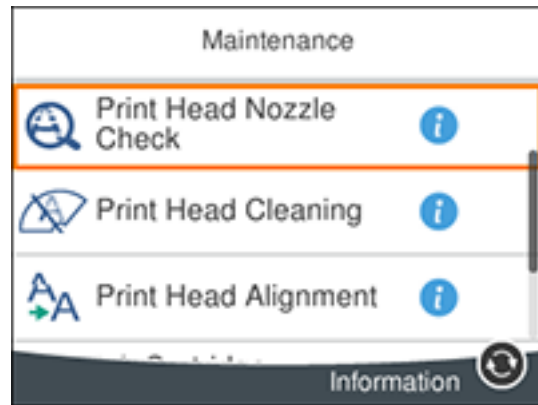 Maintenance
Print Head Nozzle
Check
Print Head Cleaning
Print Head Alignment
Information